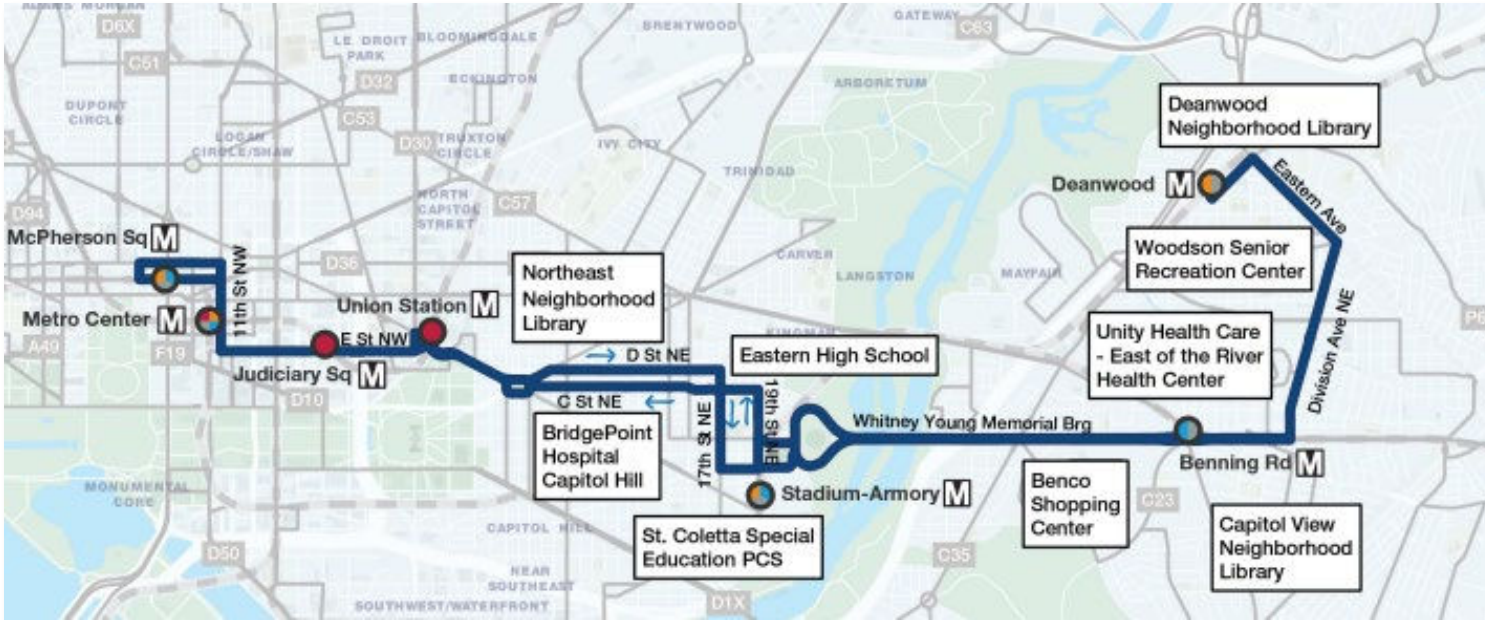 ADAMS MORGAN
D6X
C61
LE DROIT
PARK
BLOOMINGDALE
BRENTWOOD
GATEWAY
C63
D32
ECKINGTON
ARBORETUM
DUPONT
CIRCLE
C53
LOGAN
CIRCLE/SHAW
D30
TRUXTON
CIRCLE
IVY CITY
TRINIDAD
Deanwood
Neighborhood Library
Deanwood M
Eastern Ave
NORTH
CAPITOL
STREET
C57
D94
McPherson Sq M
11th St NW
D36
CARVER
LANGSTON
MAYFAIR
Woodson Senior
Recreation Center
Northeast
Neighborhood
Library
Union Station M
Metro Center M
A49
F19
E St NW
Judiciary Sq M
D10
KINGMAN
D St NE
Eastern High School
Unity Health Care
- East of the River
Health Center
Division Ave NE
P6
C St NE
17th St NE
19th St NE
Whitney Young Memorial Brg
BridgePoint
Hospital
Capitol Hill
Benning Rd M
Stadium-Armory M
Benco
Shopping
Center
C23
Capitol View
Neighborhood
Library
MONUMENTAL
CORE
CAPITOL HILL
St. Coletta Special
Education PCS
D50
C35
NEAR
SOUTHEAST
D1X
SOUTHWEST/WATERFRONT